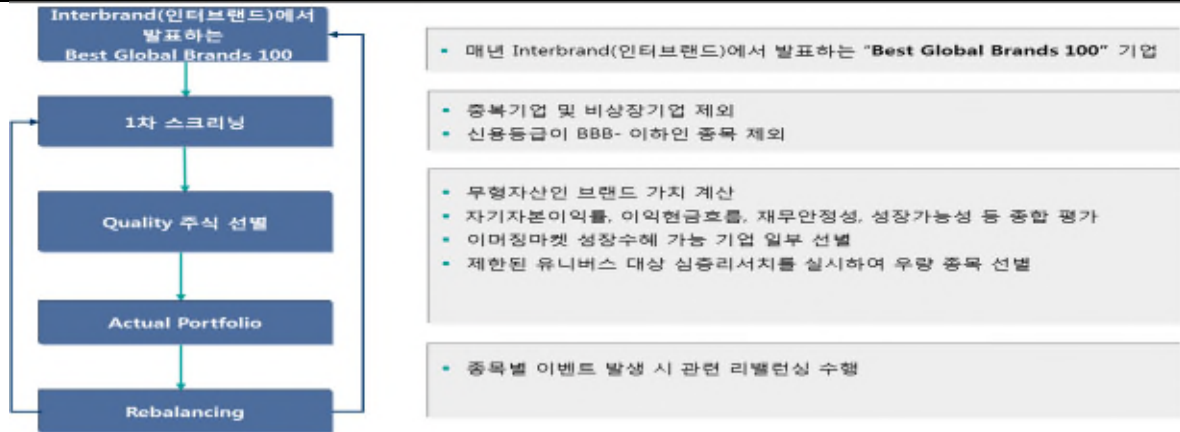 Interbrand(인터브랜드)에서
발표하는
Best Global Brands 100
매년 Interbrand(인터브랜드)에서 발표하는 "Best Global Brands 100" 기업
1차 스크리닝
중복기업 및 비상장기업 제외
신용등급이 BBB- 이하인 종목 제외
Quality 주식 선별
무형자산인 브랜드 가치 계산
자기자본이익률, 이익현금흐름, 재무안정성, 성장가능성 등 종합 평가
이머징마켓 성장수혜 가능 기업 일부 선별
제한된 유니버스 대상 심층리서치를 실시하여 우량 종목 선별
Actual Portfolio
Rebalancing
종목별 이벤트 발생 시 관련 리밸런싱 수행